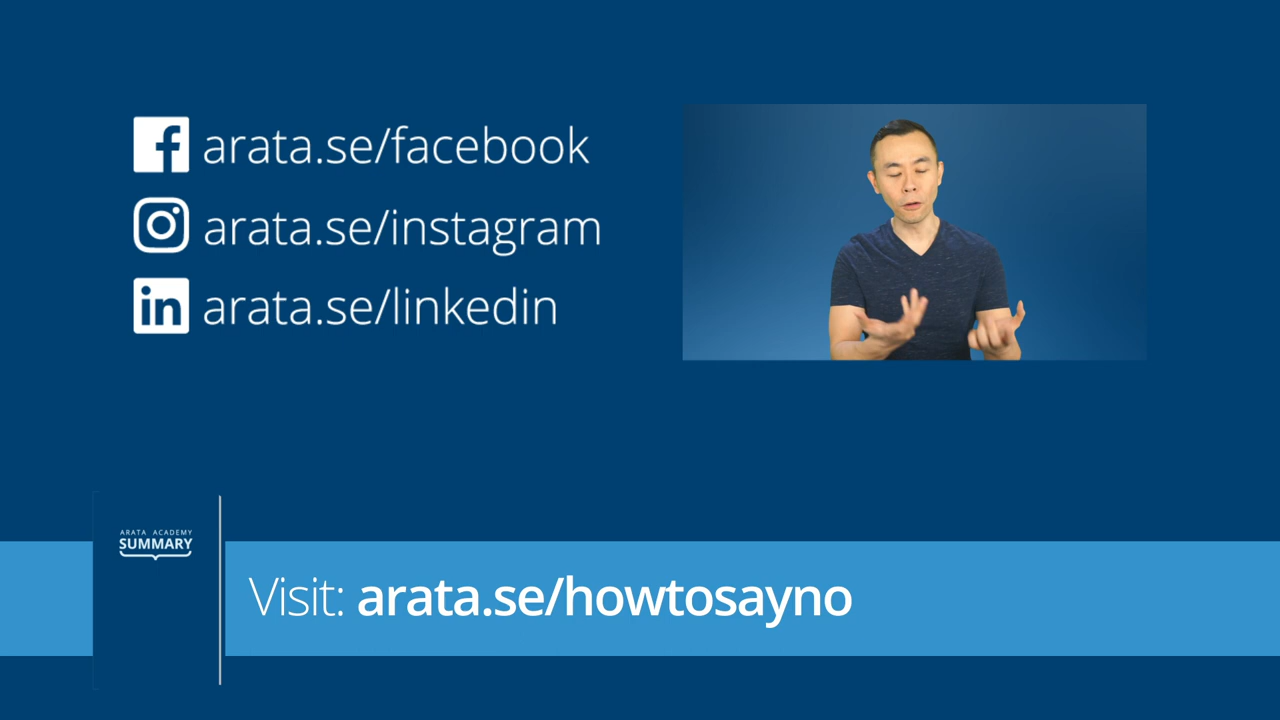 arata.se/facebook
arata.se/instagram
arata.se/linkedin
ARATA ACADEMY
SUMMARY
Visit: arata.se/howtosayno